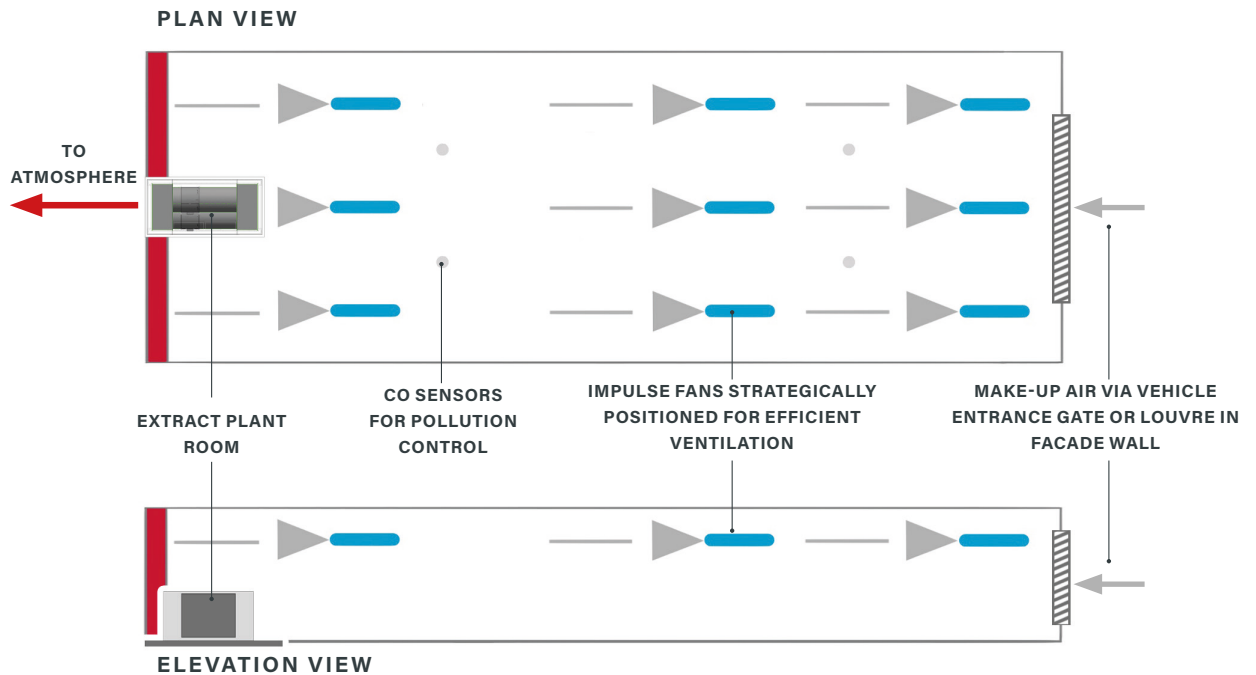 PLAN VIEW
TO
ATMOSPHERE
EXTRACT PLANT
ROOM
CO SENSORS
FOR POLLUTION
CONTROL
IMPULSE FANS STRATEGICALLY
POSITIONED FOR EFFICIENT
VENTILATION
MAKE-UP AIR VIA VEHICLE
ENTRANCE GATE OR LOUVRE IN
FACADE WALL
ELEVATION VIEW